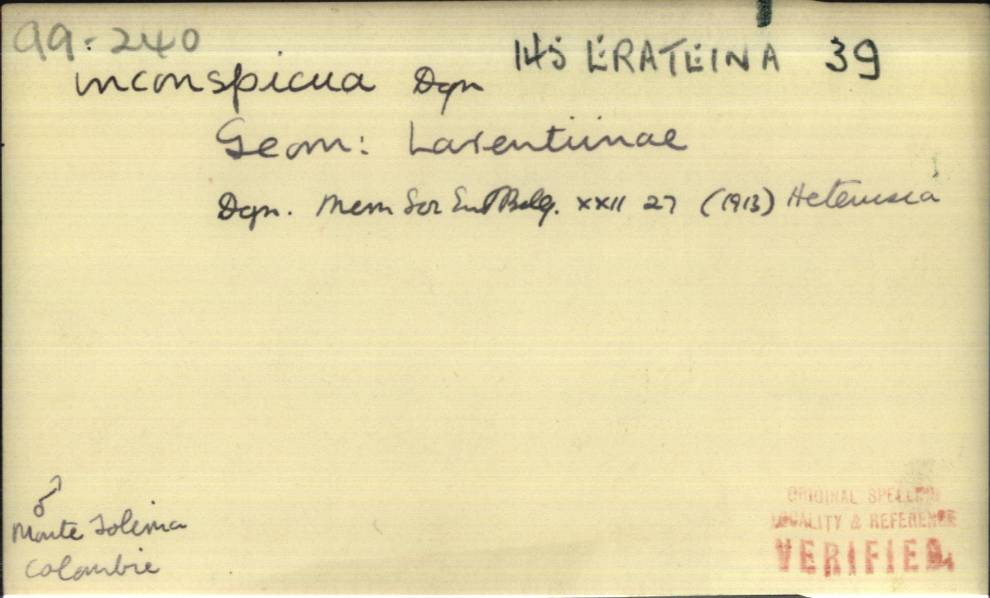 99-240
145 ERATEINA 39
inconspicua Dgn
Geom: Larentiinae
Dgn. Mem Soc Ent Belg. XXII 27 (1913) Heterusia
♂
Monte Tolima
Colombie
ORIGINAL SPELLING
LOCALITY & REFERENCE
VERIFIED.